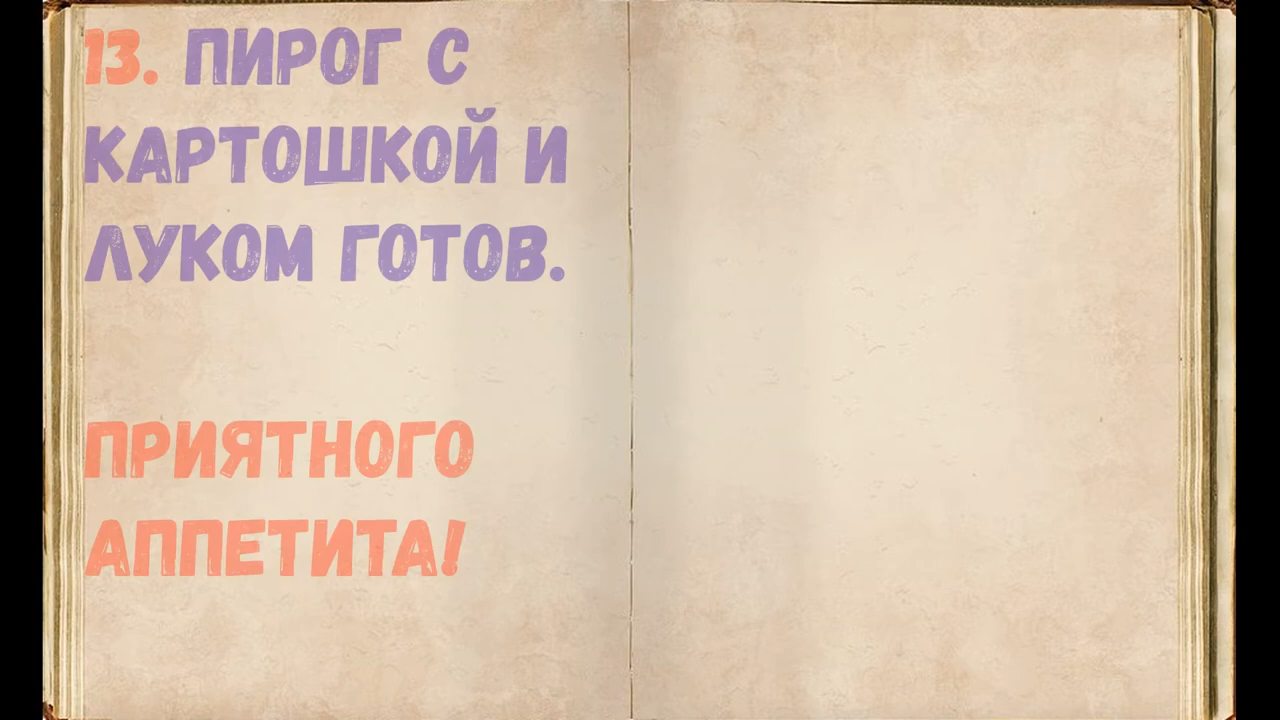 13. ПИРОГ С
КАРТОШКОЙ И
ЛУКОМ ГОТОВ.
ПРИЯТНОГО
АППЕТИТА!